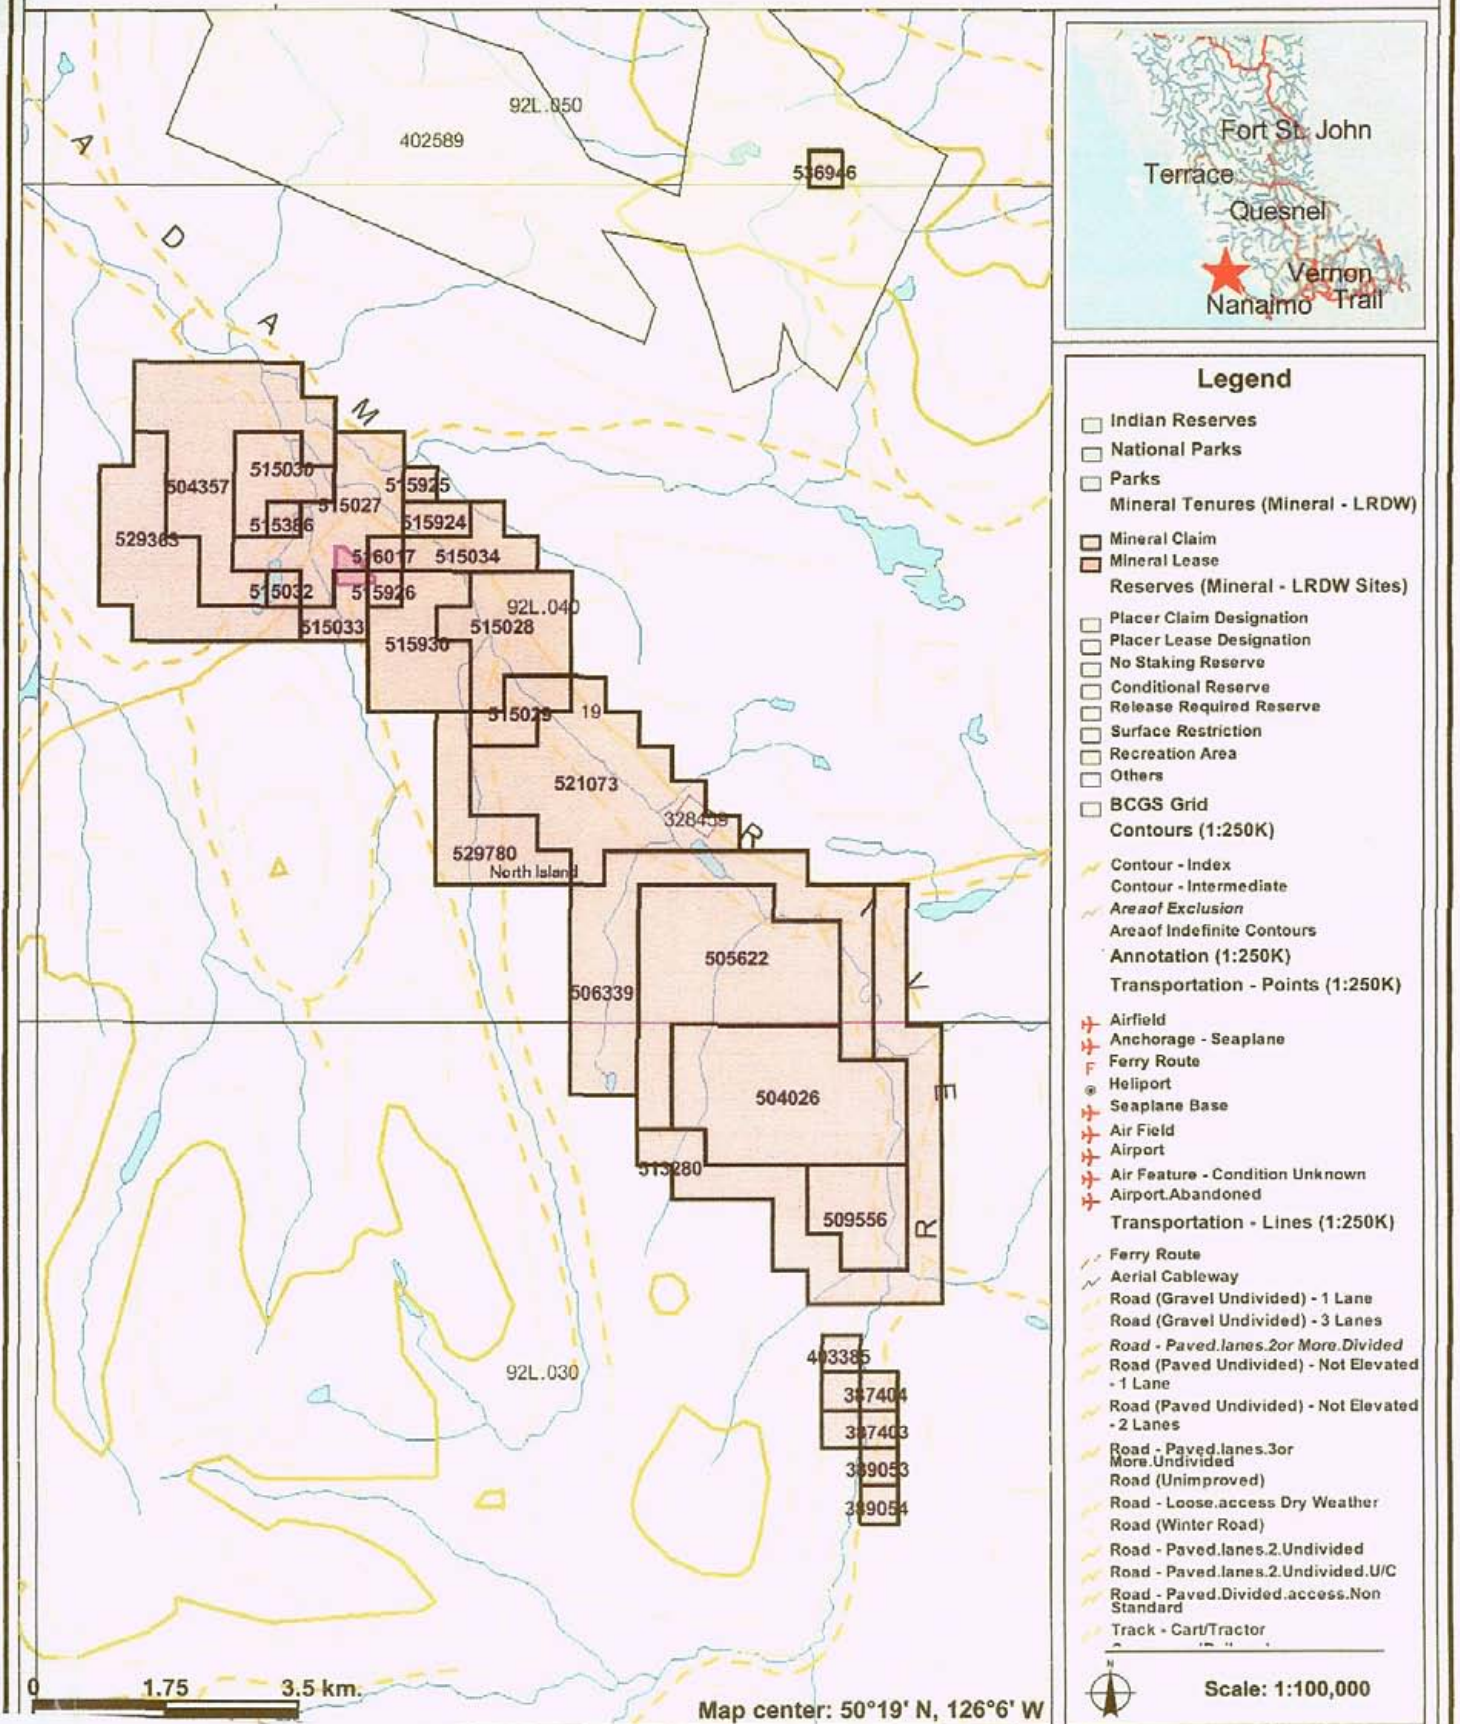 92L.050
402589
536946
A
D
A
M
R
I
V
E
R
504357
515030
515925
515027
515386
515924
529363
516017
515034
515032
515926
92L.040
515033
515930
515028
515029
19
521073
328459
529780
North Island
505622
506339
504026
513280
509556
403385
92L.030
387404
387403
389053
389054
0 1.75 3.5 km.
Map center: 50°19' N, 126°6' W
Fort St. John
Terrace
Quesnel
Vernon
Nanaimo Trail
Legend
Indian Reserves
National Parks
Parks
Mineral Tenures (Mineral - LRDW)
Mineral Claim
Mineral Lease
Reserves (Mineral - LRDW Sites)
Placer Claim Designation
Placer Lease Designation
No Staking Reserve
Conditional Reserve
Release Required Reserve
Surface Restriction
Recreation Area
Others
BCGS Grid
Contours (1:250K)
Contour - Index
Contour - Intermediate
Areaof Exclusion
Areaof Indefinite Contours
Annotation (1:250K)
Transportation - Points (1:250K)
Airfield
Anchorage - Seaplane
F Ferry Route
Heliport
Seaplane Base
Air Field
Airport
Air Feature - Condition Unknown
Airport.Abandoned
Transportation - Lines (1:250K)
Ferry Route
Aerial Cableway
Road (Gravel Undivided) - 1 Lane
Road (Gravel Undivided) - 3 Lanes
Road - Paved.lanes.2or More.Divided
Road (Paved Undivided) - Not Elevated
- 1 Lane
Road (Paved Undivided) - Not Elevated
- 2 Lanes
Road - Paved.lanes.3or
More.Undivided
Road (Unimproved)
Road - Loose.access Dry Weather
Road (Winter Road)
Road - Paved.lanes.2.Undivided
Road - Paved.lanes.2.Undivided.U/C
Road - Paved.Divided.access.Non
Standard
Track - Cart/Tractor
N
Scale: 1:100,000